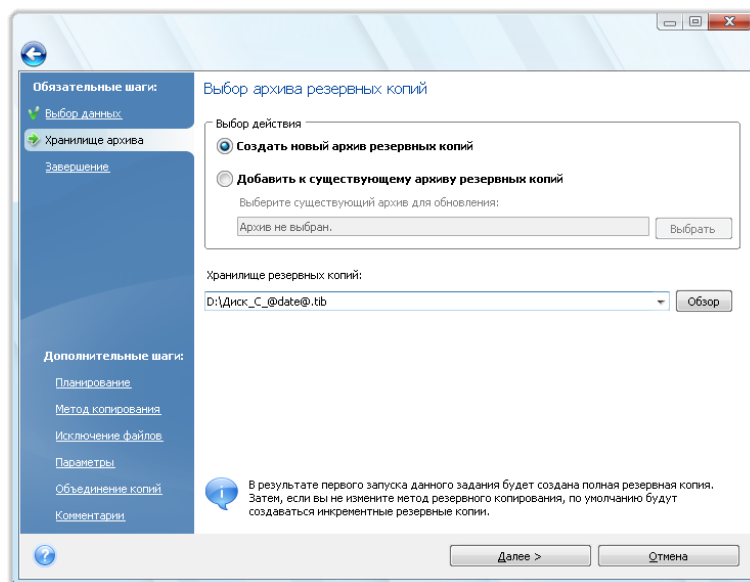 Обязательные шаги:
Выбор данных
Хранилище архива
Завершение
Дополнительные шаги:
Планирование
Метод копирования
Исключение файлов
Параметры
Объединение копий
Комментарии
Выбор архива резервных копий
Выбор действия
Создать новый архив резервных копий
Добавить к существующему архиву резервных копий
Выберите существующий архив для обновления:
Архив не выбран.
Выбрать
Хранилище резервных копий:
D:\Диск_C_@date@.tib
Обзор
В результате первого запуска данного задания будет создана полная резервная копия.
Затем, если вы не измените метод резервного копирования, по умолчанию будут
создаваться инкрементные резервные копии.
Далее >
Отмена